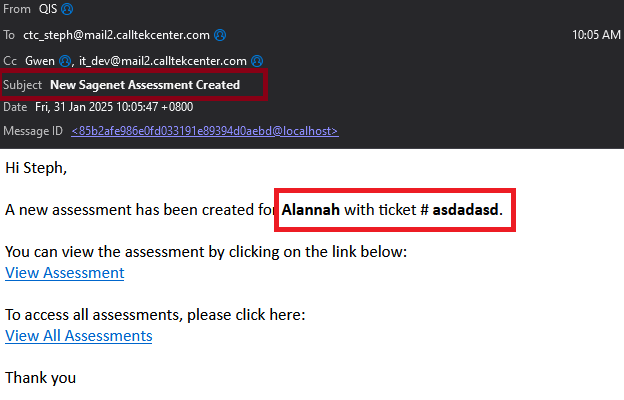 From QIS
To ctc_steph@mail2.calltekcenter.com 10:05 AM
Cc Gwen , it_dev@mail2.calltekcenter.com
Subject New Sagenet Assessment Created
Date Fri, 31 Jan 2025 10:05:47 +0800
Message ID <85b2afe986e0fd033191e89394d0aebd@localhost>
Hi Steph,
A new assessment has been created for Alannah with ticket # asdadasd.
You can view the assessment by clicking on the link below:
View Assessment
To access all assessments, please click here:
View All Assessments
Thank you